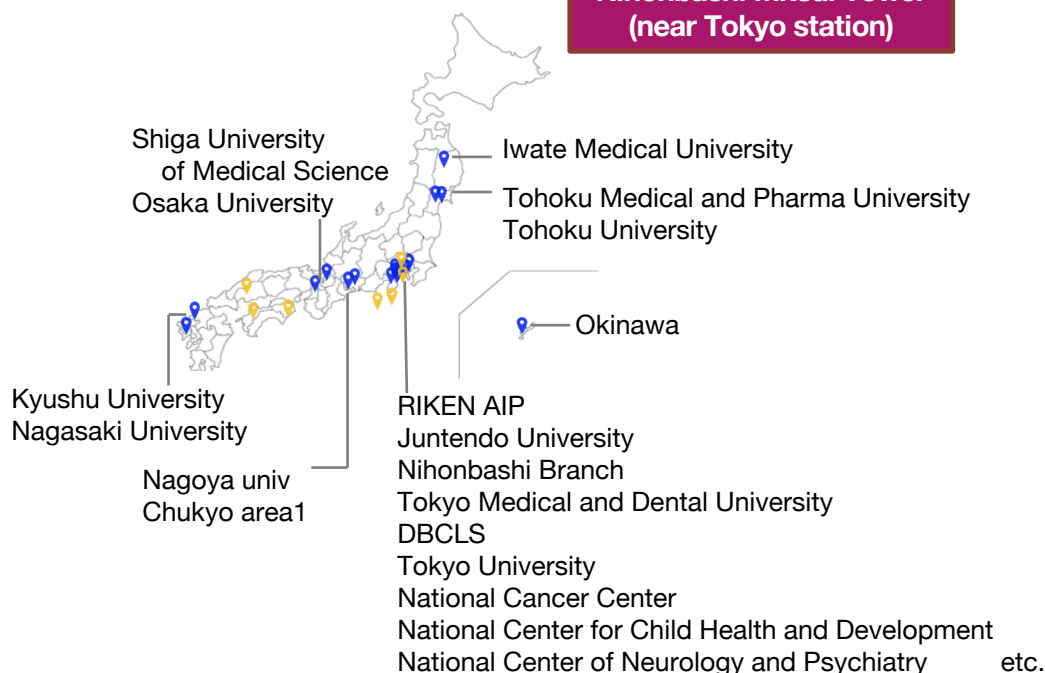 (near Tokyo station)
Shiga University
of Medical Science
Osaka University
Iwate Medical University
Tohoku Medical and Pharma University
Tohoku University
Okinawa
Kyushu University
Nagasaki University
Nagoya univ
Chukyo area1
RIKEN AIP
Juntendo University
Nihonbashi Branch
Tokyo Medical and Dental University
DBCLS
Tokyo University
National Cancer Center
National Center for Child Health and Development
National Center of Neurology and Psychiatry etc.